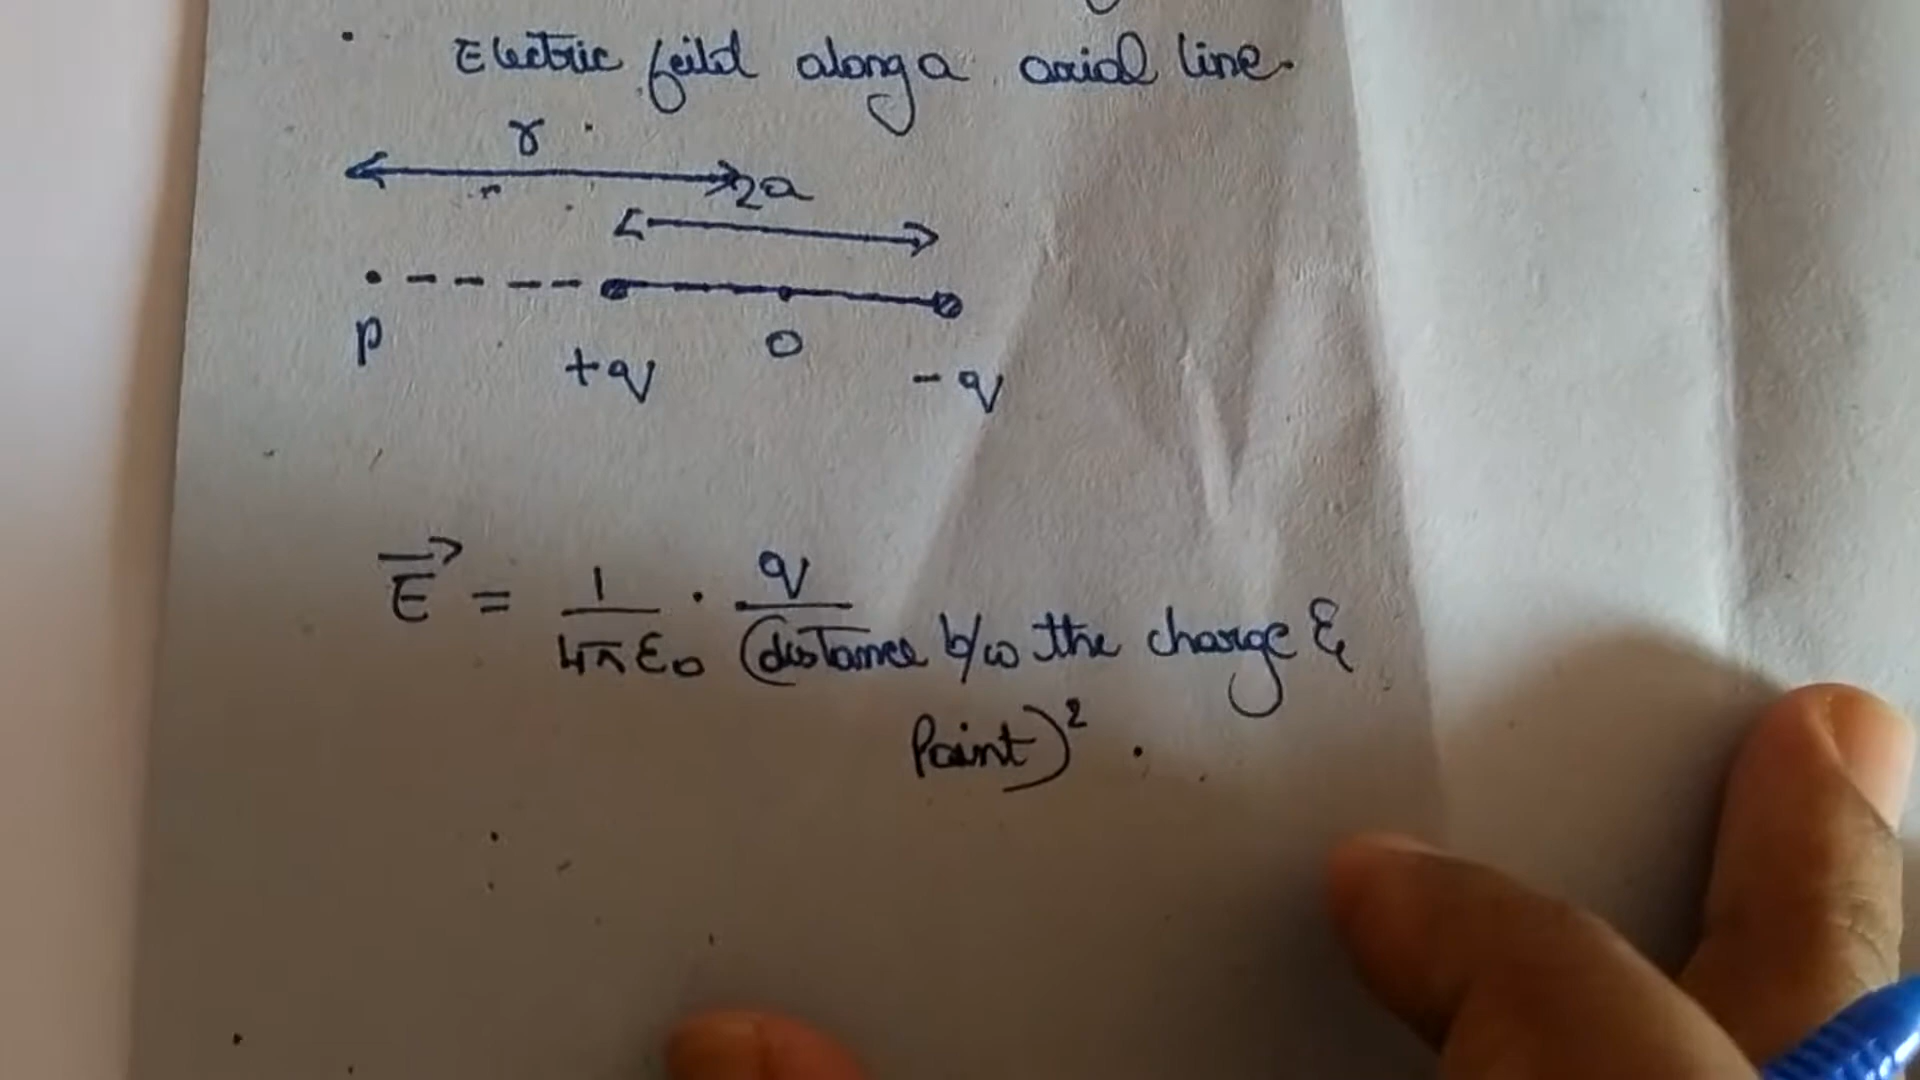 Electric feild along a axial line.
r
2a
P
+q
O
-q
E = 1/4πε0 · q/(distance b/w the charge &
Point)²